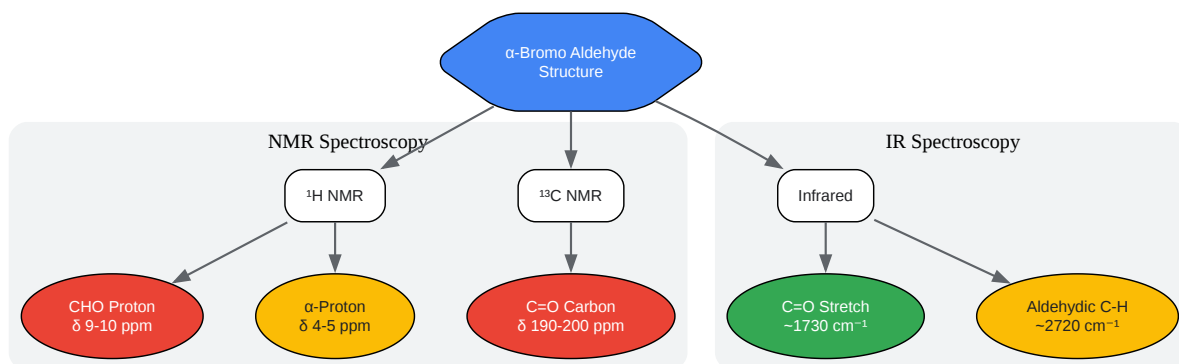 α-Bromo Aldehyde
Structure
NMR Spectroscopy
IR Spectroscopy
¹H NMR
¹³C NMR
Infrared
CHO Proton
δ 9-10 ppm
α-Proton
δ 4-5 ppm
C=O Carbon
δ 190-200 ppm
C=O Stretch
~1730 cm⁻¹
Aldehydic C-H
~2720 cm⁻¹